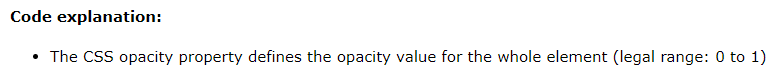 Code explanation:
• The CSS opacity property defines the opacity value for the whole element (legal range: 0 to 1)